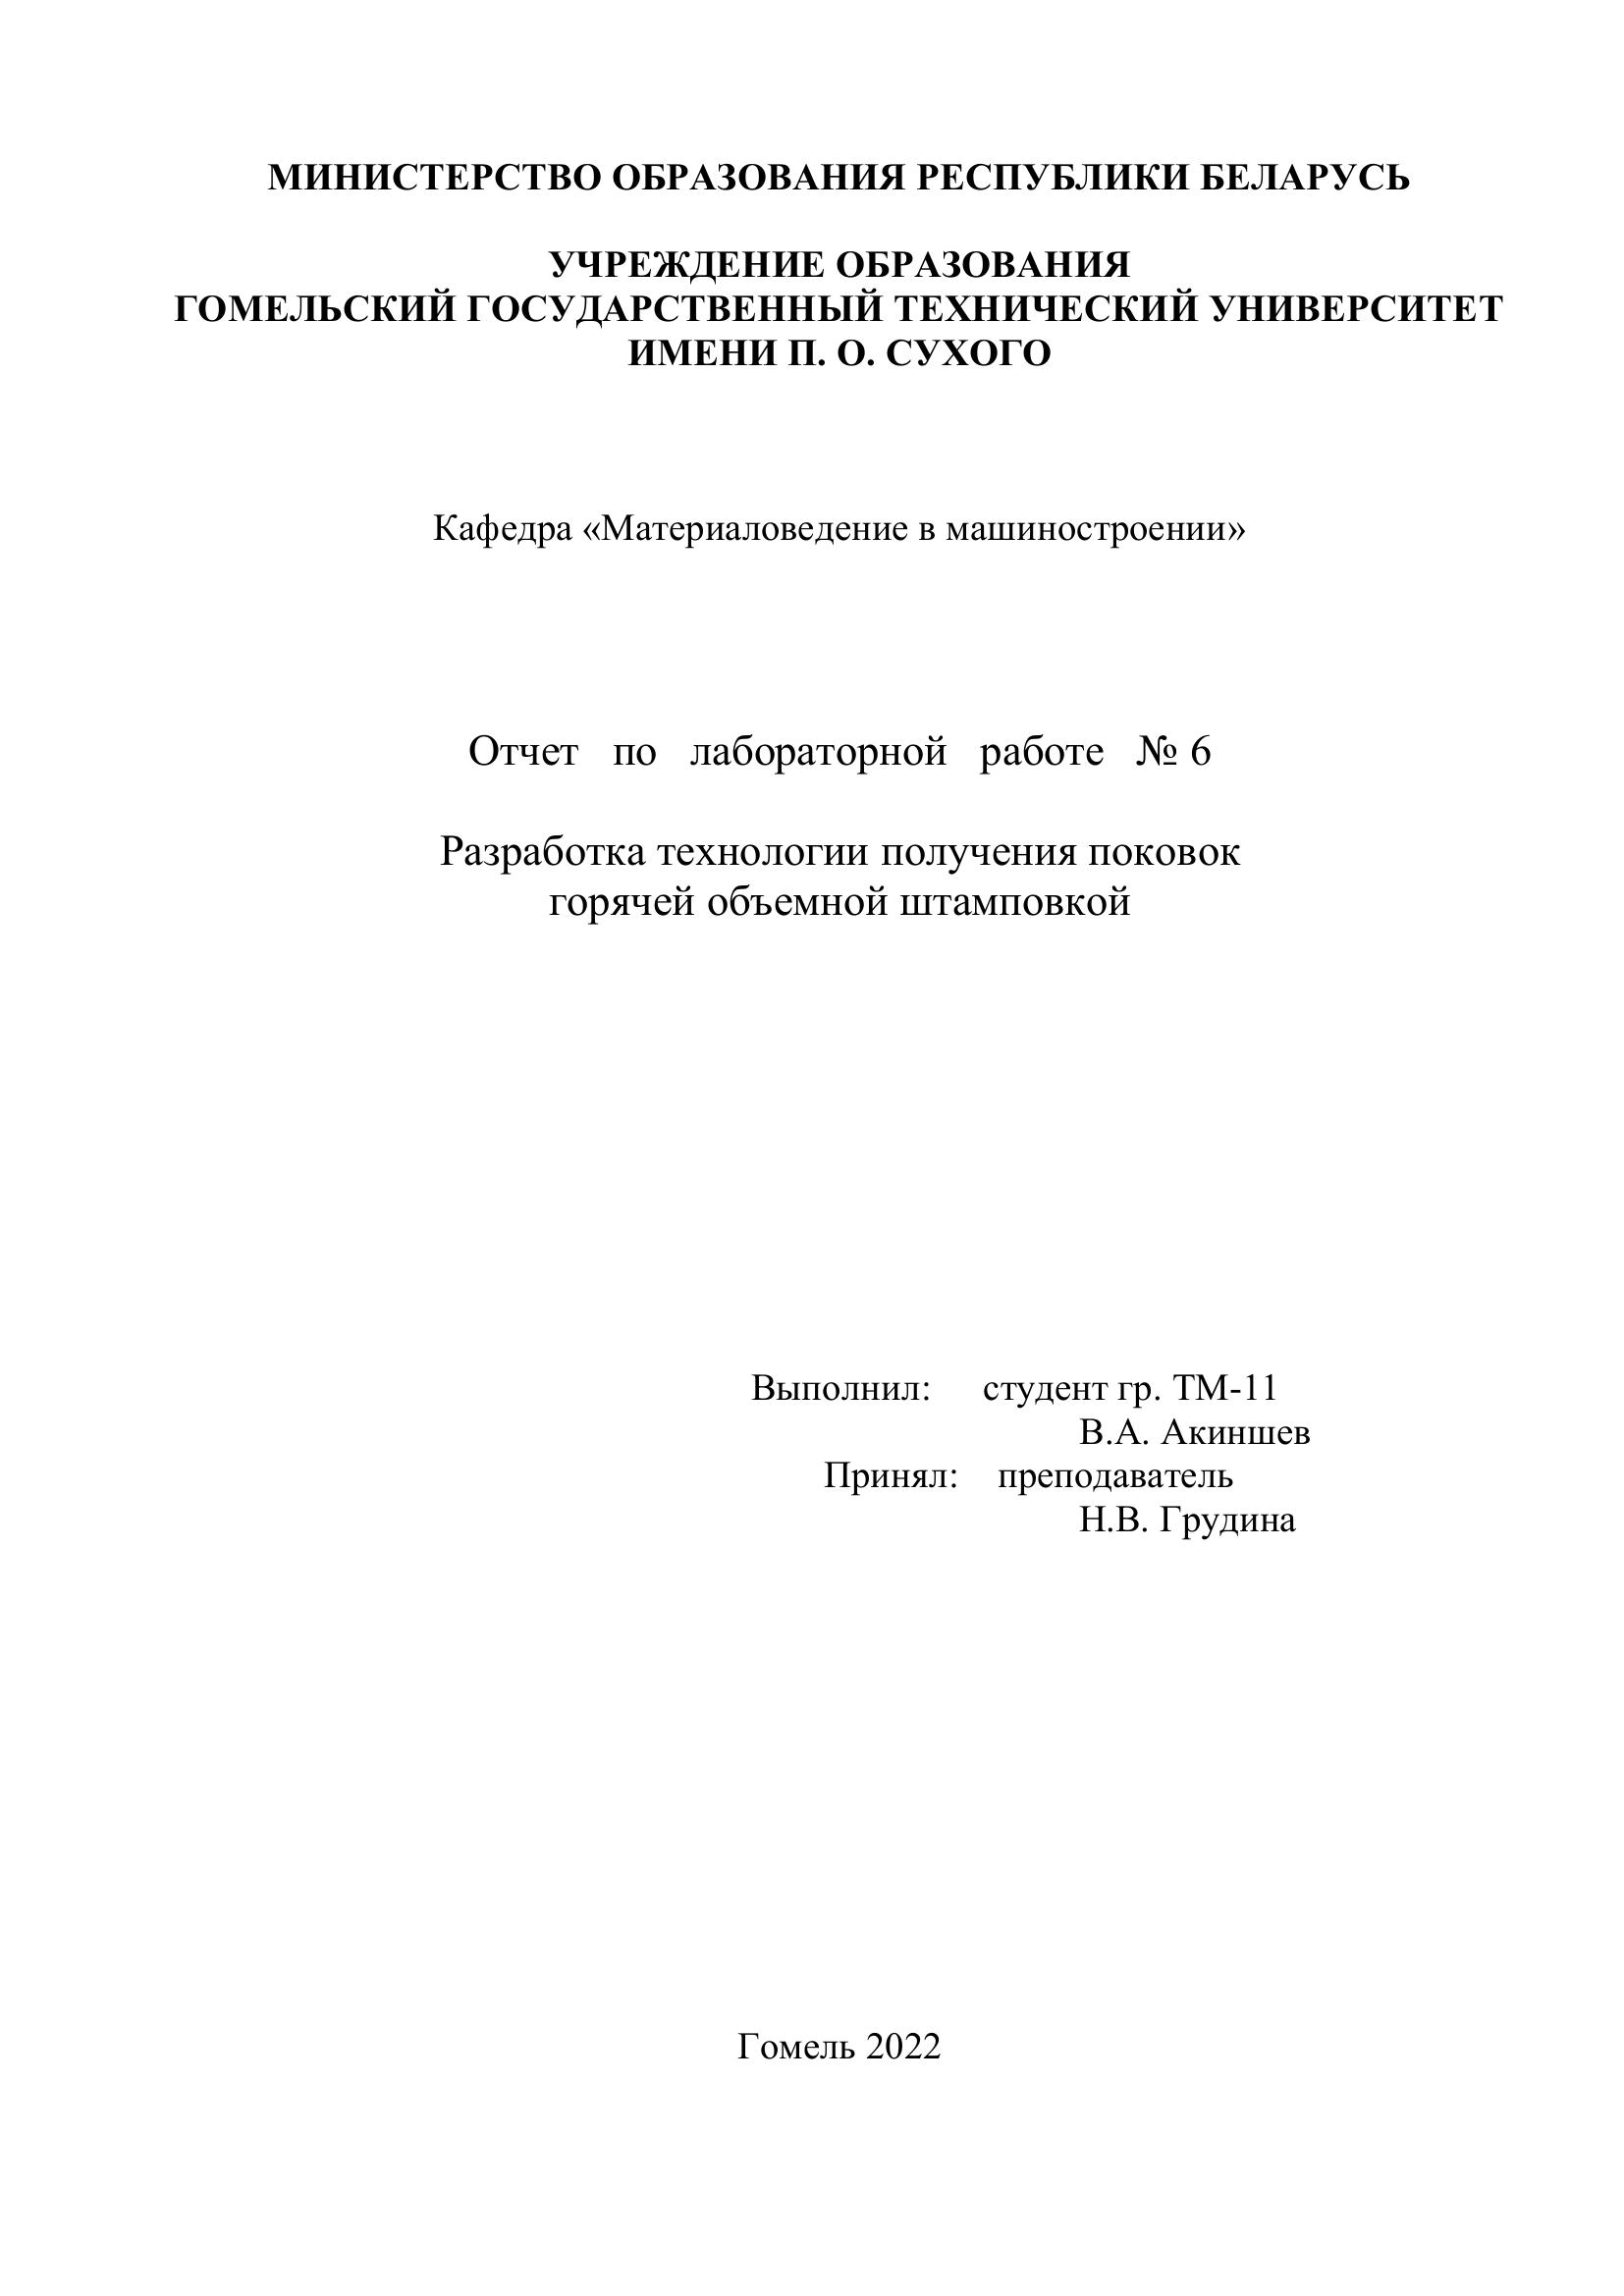 МИНИСТЕРСТВО ОБРАЗОВАНИЯ РЕСПУБЛИКИ БЕЛАРУСЬ
УЧРЕЖДЕНИЕ ОБРАЗОВАНИЯ
ГОМЕЛЬСКИЙ ГОСУДАРСТВЕННЫЙ ТЕХНИЧЕСКИЙ УНИВЕРСИТЕТ
ИМЕНИ П. О. СУХОГО
Кафедра «Материаловедение в машиностроении»
Отчет по лабораторной работе № 6
Разработка технологии получения поковок
горячей объемной штамповкой
Выполнил: студент гр. ТМ-11
В.А. Акиншев
Принял: преподаватель
Н.В. Грудина
Гомель 2022